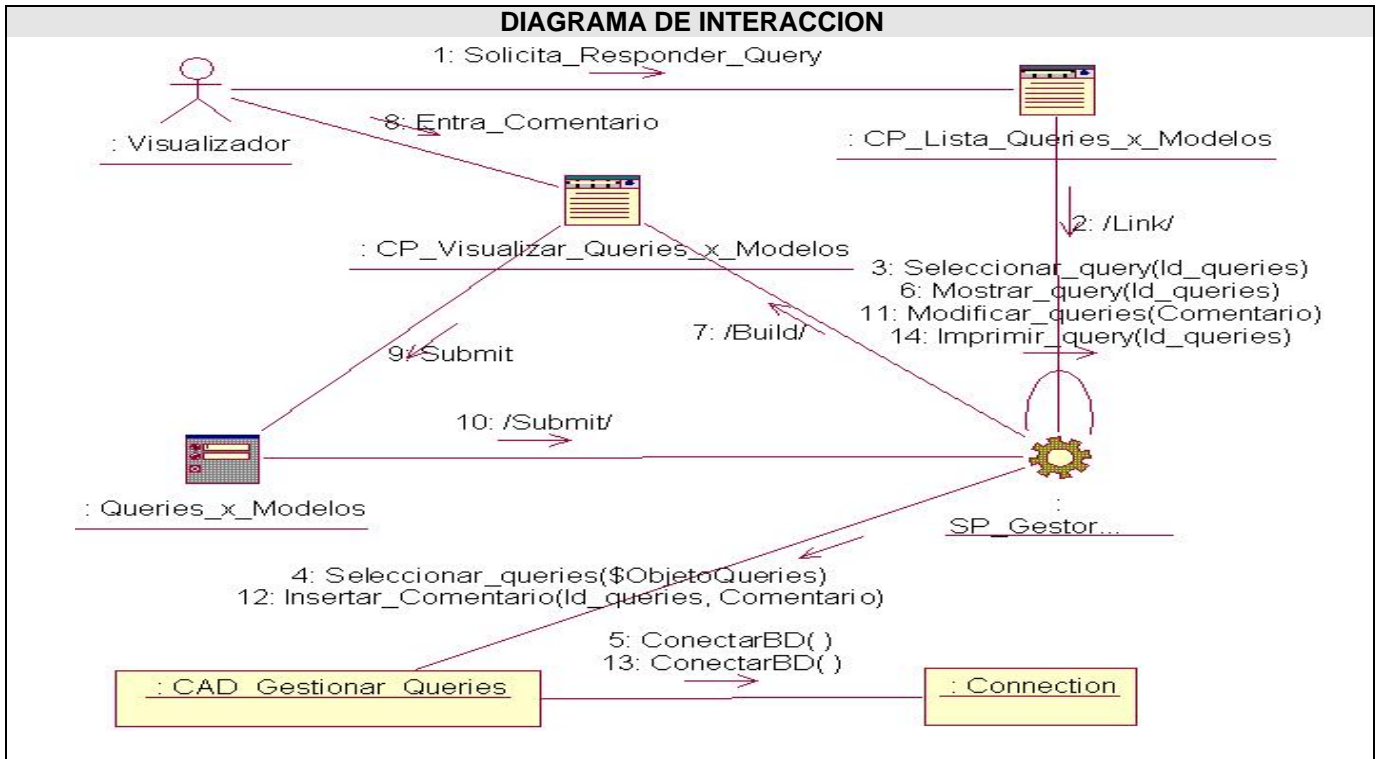 DIAGRAMA DE INTERACCION
1: Solicita_Responder_Query
8: Entra_Comentario
: Visualizador
: CP_Lista_Queries_x_Modelos
2: /Link/
: CP_Visualizar_Queries_x_Modelos
3: Seleccionar_query(Id_queries)
6: Mostrar_query(Id_queries)
11: Modificar_queries(Comentario)
14: Imprimir_query(Id_queries)
7: /Build/
9: /Submit
10: /Submit/
: Queries_x_Modelos
:
SP_Gestor...
4: Seleccionar_queries($ObjetoQueries)
12: Insertar_Comentario(Id_queries, Comentario)
5: ConectarBD( )
13: ConectarBD( )
: CAD_Gestionar_Queries
: Connection